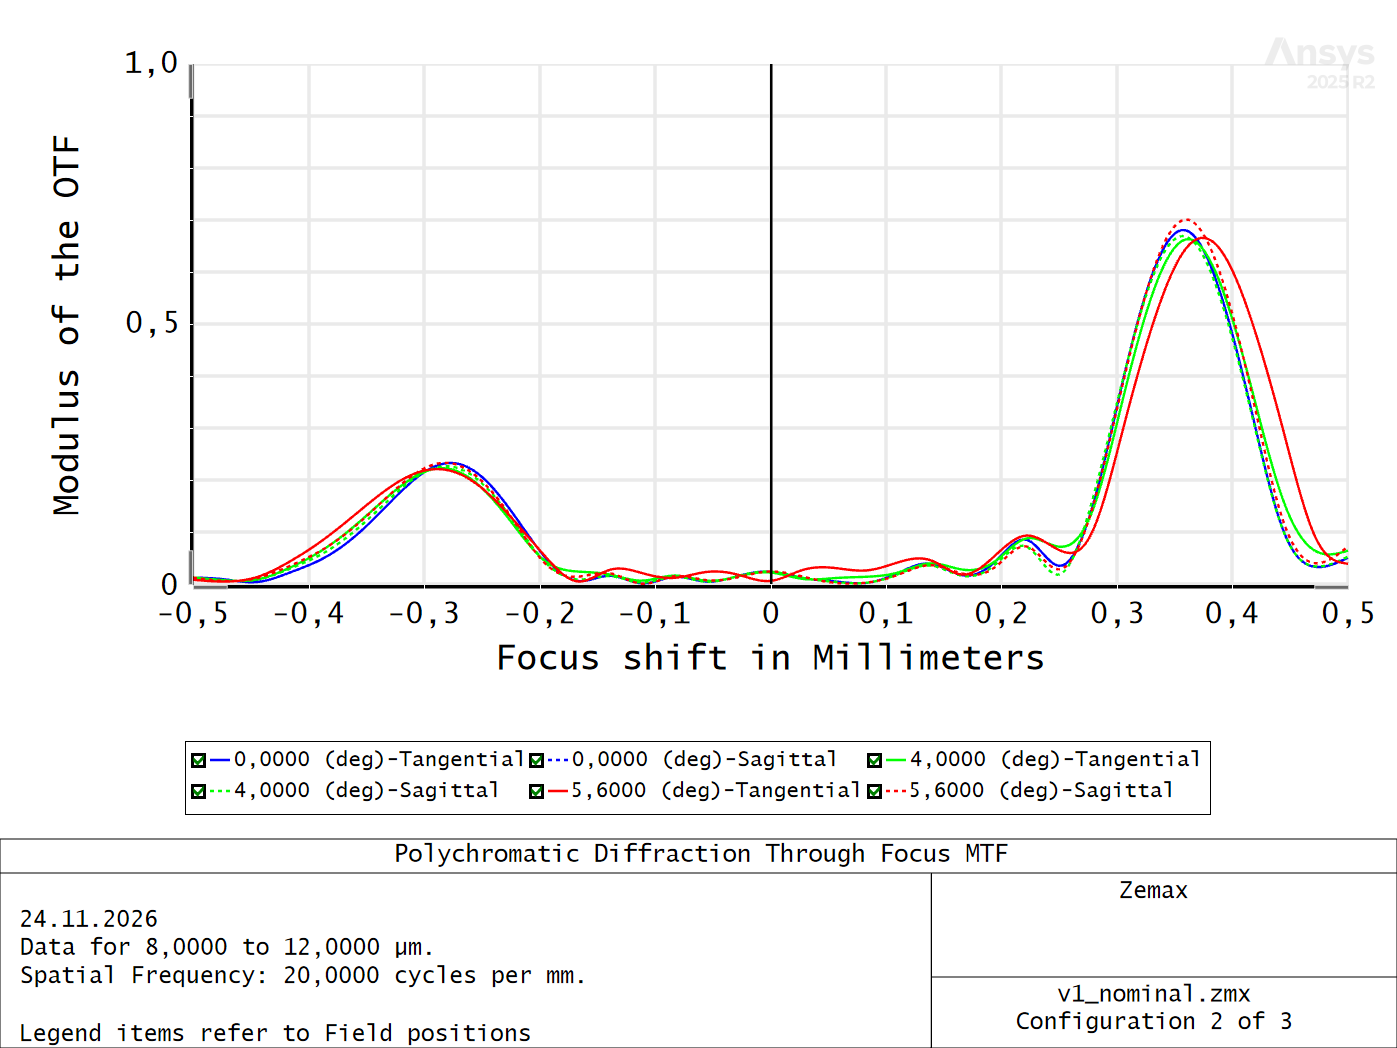 Ansys
2025 R2
1,0
0,5
0
Modulus of the OTF
-0,5 -0,4 -0,3 -0,2 -0,1 0 0,1 0,2 0,3 0,4 0,5
Focus shift in Millimeters
0,0000 (deg)-Tangential 0,0000 (deg)-Sagittal 4,0000 (deg)-Tangential
4,0000 (deg)-Sagittal 5,6000 (deg)-Tangential 5,6000 (deg)-Sagittal
Polychromatic Diffraction Through Focus MTF
24.11.2026
Data for 8,0000 to 12,0000 µm.
Spatial Frequency: 20,0000 cycles per mm.
Legend items refer to Field positions
Zemax
v1_nominal.zmx
Configuration 2 of 3